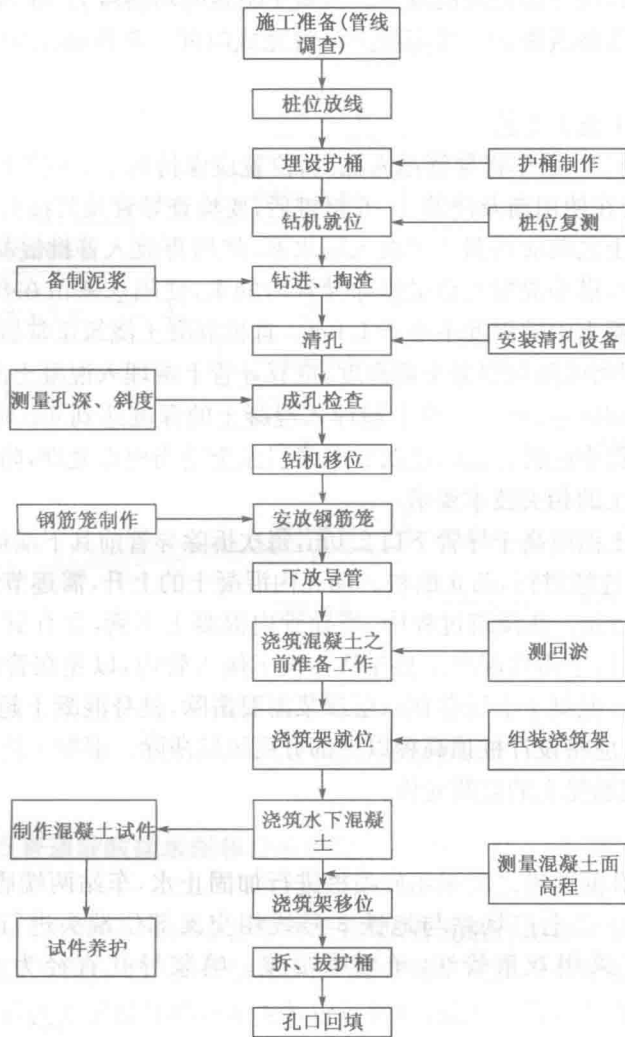 施工准备(管线
调查)
桩位放线
埋设护桶
护桶制作
钻机就位
桩位复测
备制泥浆
钻进、掏渣
清孔
安装清孔设备
测量孔深、斜度
成孔检查
钻机移位
钢筋笼制作
安放钢筋笼
下放导管
浇筑混凝土之
前准备工作
测回淤
浇筑架就位
组装浇筑架
制作混凝土试件
浇筑水下混凝
土
测量混凝土面
高程
浇筑架移位
试件养护
拆、拔护桶
孔口回填